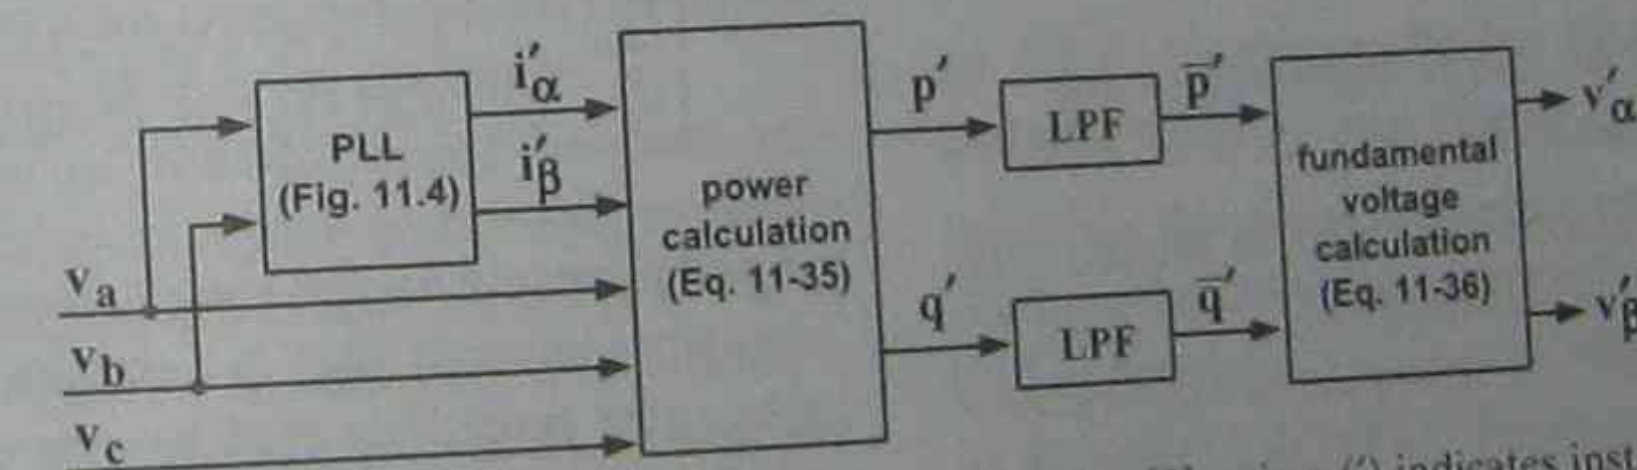 i′α
i′β
PLL
(Fig. 11.4)
va
vb
vc
power
calculation
(Eq. 11-35)
p′
q′
LPF
LPF
p̅′
q̅′
fundamental
voltage
calculation
(Eq. 11-36)
v′α
v′β
(′) indicates